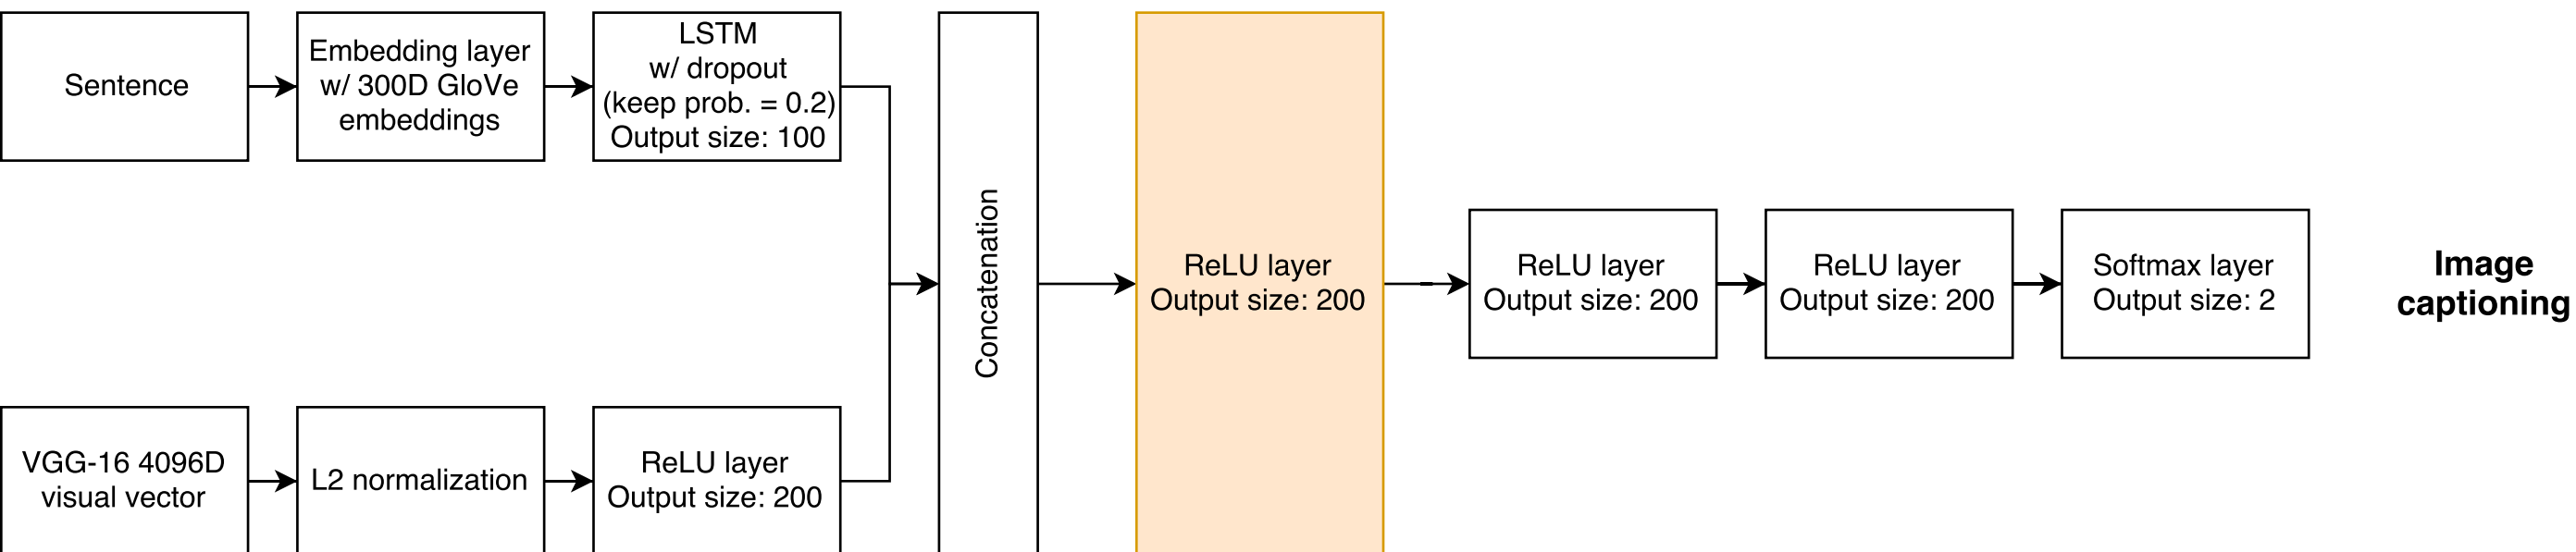 Sentence
Embedding layer
w/ 300D GloVe
embeddings
LSTM
w/ dropout
(keep prob. = 0.2)
Output size: 100
VGG-16 4096D
visual vector
L2 normalization
ReLU layer
Output size: 200
Concatenation
ReLU layer
Output size: 200
ReLU layer
Output size: 200
ReLU layer
Output size: 200
Softmax layer
Output size: 2
Image
captioning